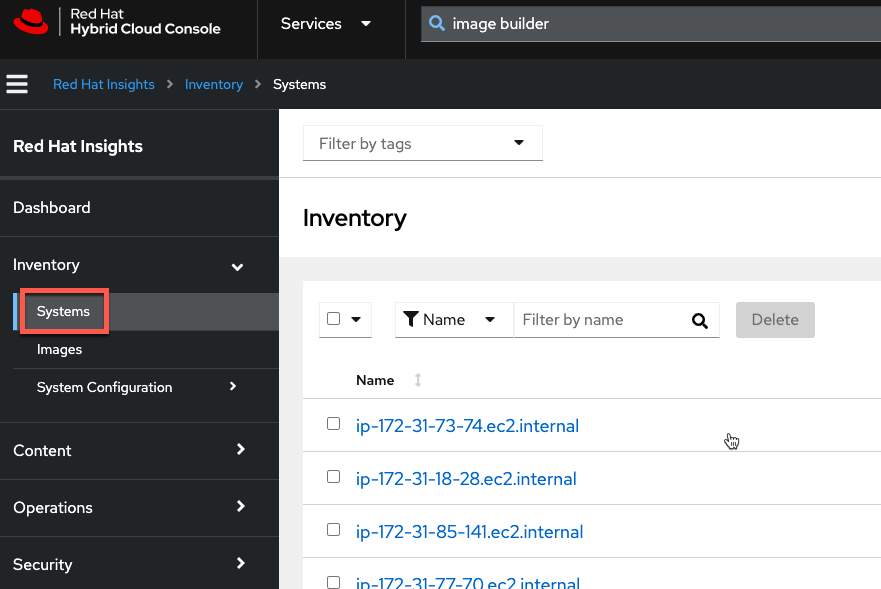 Red Hat
Hybrid Cloud Console
Services
image builder
Red Hat Insights > Inventory > Systems
Red Hat Insights
Dashboard
Inventory
Systems
Images
System Configuration
Content
Operations
Security
Filter by tags
Inventory
Name
Filter by name
Delete
Name
ip-172-31-73-74.ec2.internal
ip-172-31-18-28.ec2.internal
ip-172-31-85-141.ec2.internal
ip-172-31-77-70.ec2.internal